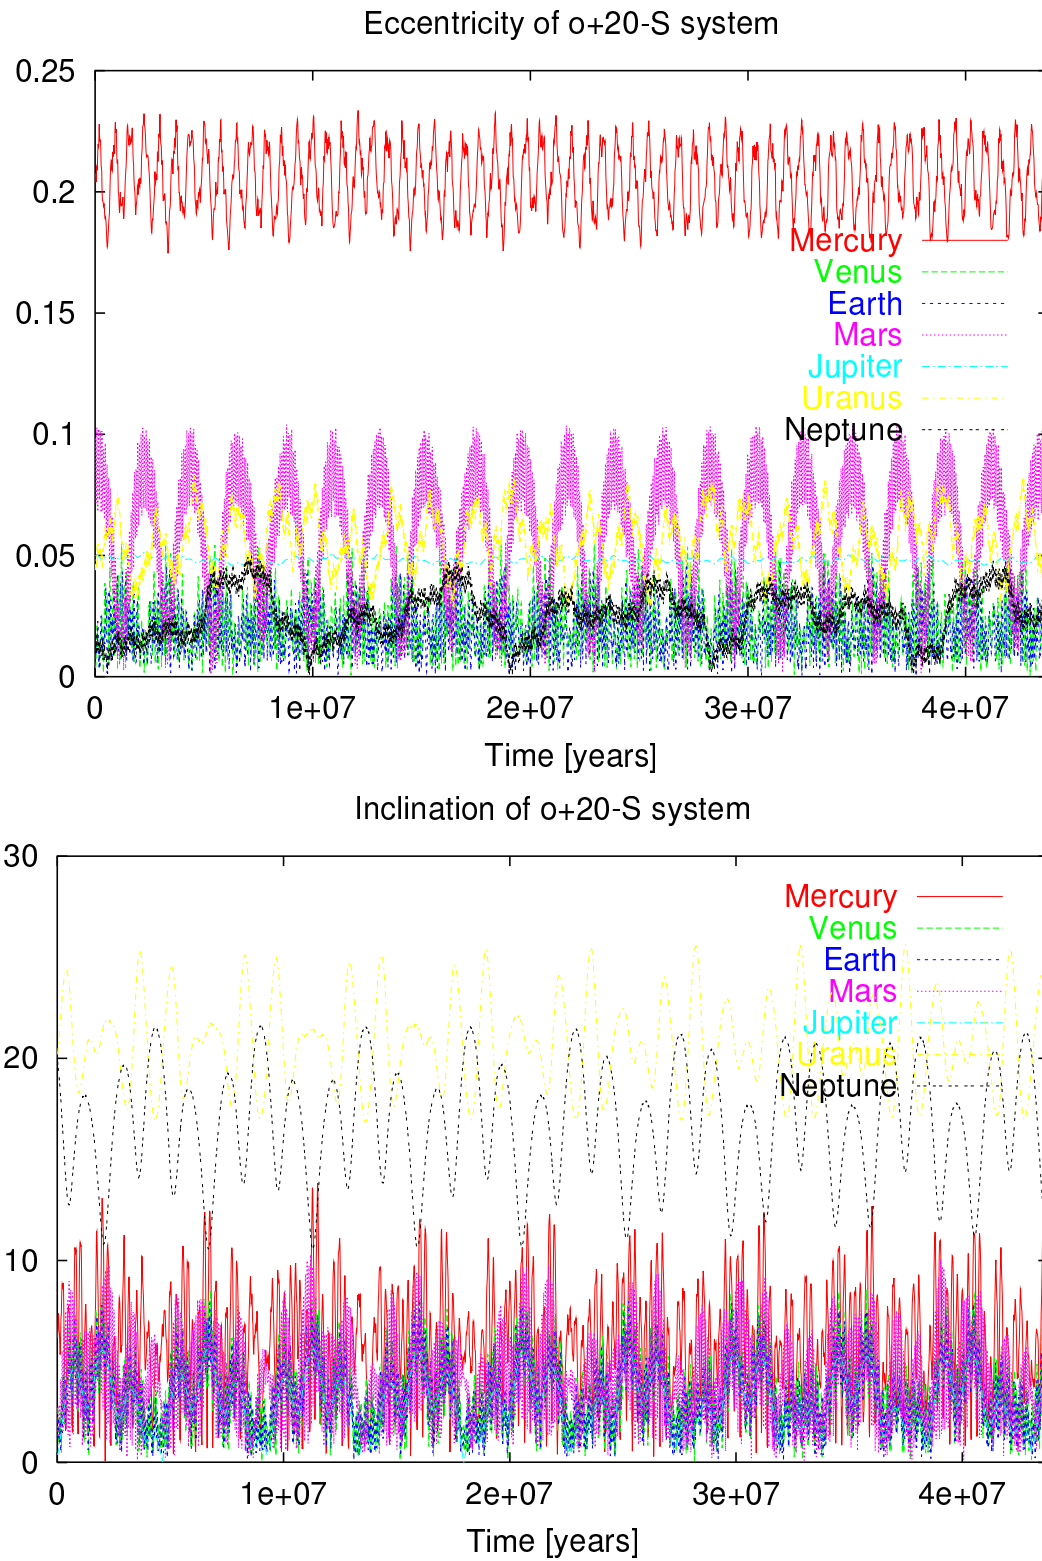 Eccentricity of o+20-S system
0.25
0.2
0.15
0.1
0.05
0
Mercury
Venus
Earth
Mars
Jupiter
Uranus
Neptune
0 1e+07 2e+07 3e+07 4e+07
Time [years]
Inclination of o+20-S system
30
20
10
0
Mercury
Venus
Earth
Mars
Jupiter
Uranus
Neptune
0 1e+07 2e+07 3e+07 4e+07
Time [years]